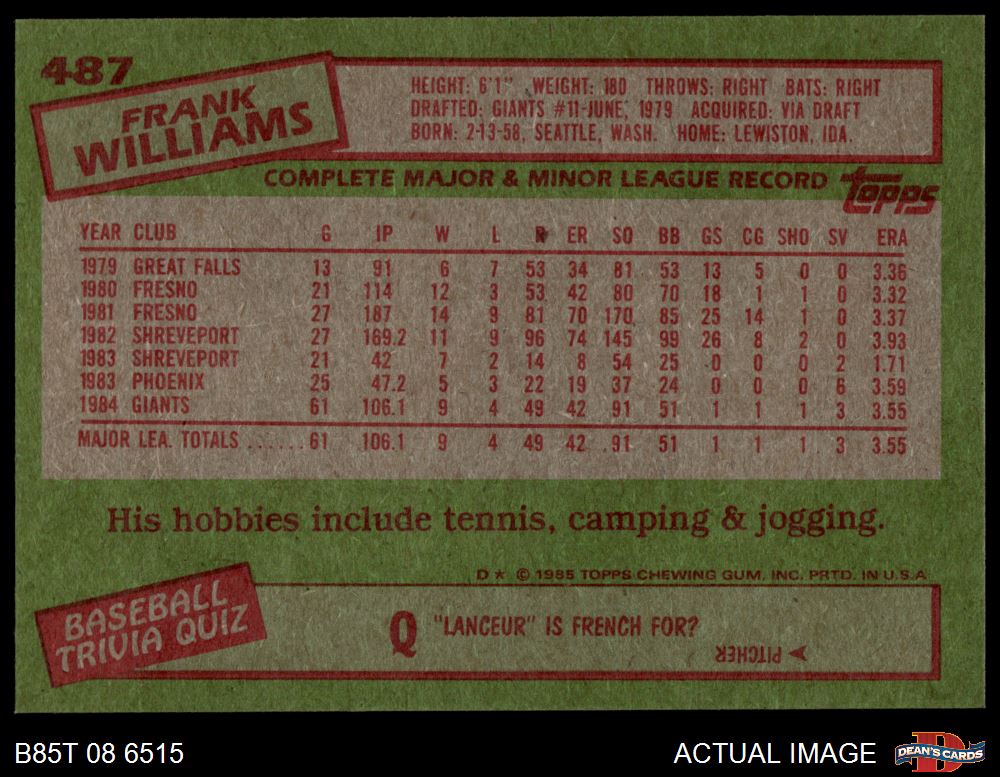 487
FRANK
WILLIAMS
HEIGHT: 6'1" WEIGHT: 180 THROWS: RIGHT BATS: RIGHT
DRAFTED: GIANTS #11-JUNE, 1979 ACQUIRED: VIA DRAFT
BORN: 2-13-58, SEATTLE, WASH. HOME: LEWISTON, IDA.
COMPLETE MAJOR & MINOR LEAGUE RECORD topps
YEAR CLUB G IP W L R ER SO BB GS CG SHO SV ERA
1979 GREAT FALLS 13 91 6 7 53 34 81 53 13 5 0 0 3.36
1980 FRESNO 21 114 12 3 53 42 80 70 18 1 1 0 3.32
1981 FRESNO 27 187 14 9 81 70 170 85 25 14 1 0 3.37
1982 SHREVEPORT 27 169.2 11 9 96 74 145 99 26 8 2 0 3.93
1983 SHREVEPORT 21 42 7 2 14 8 54 25 0 0 0 2 1.71
1983 PHOENIX 25 47.2 5 3 22 19 37 24 0 0 0 6 3.59
1984 GIANTS 61 106.1 9 4 49 42 91 51 1 1 1 3 3.55
MAJOR LEA. TOTALS ...... 61 106.1 9 4 49 42 91 51 1 1 1 3 3.55
His hobbies include tennis, camping & jogging.
D* © 1985 TOPPS CHEWING GUM, INC. PRTD. IN U.S.A.
BASEBALL
TRIVIA QUIZ
Q "LANCEUR" IS FRENCH FOR?
PITCHER
B85T 08 6515
ACTUAL IMAGE
DEAN'S CARDS